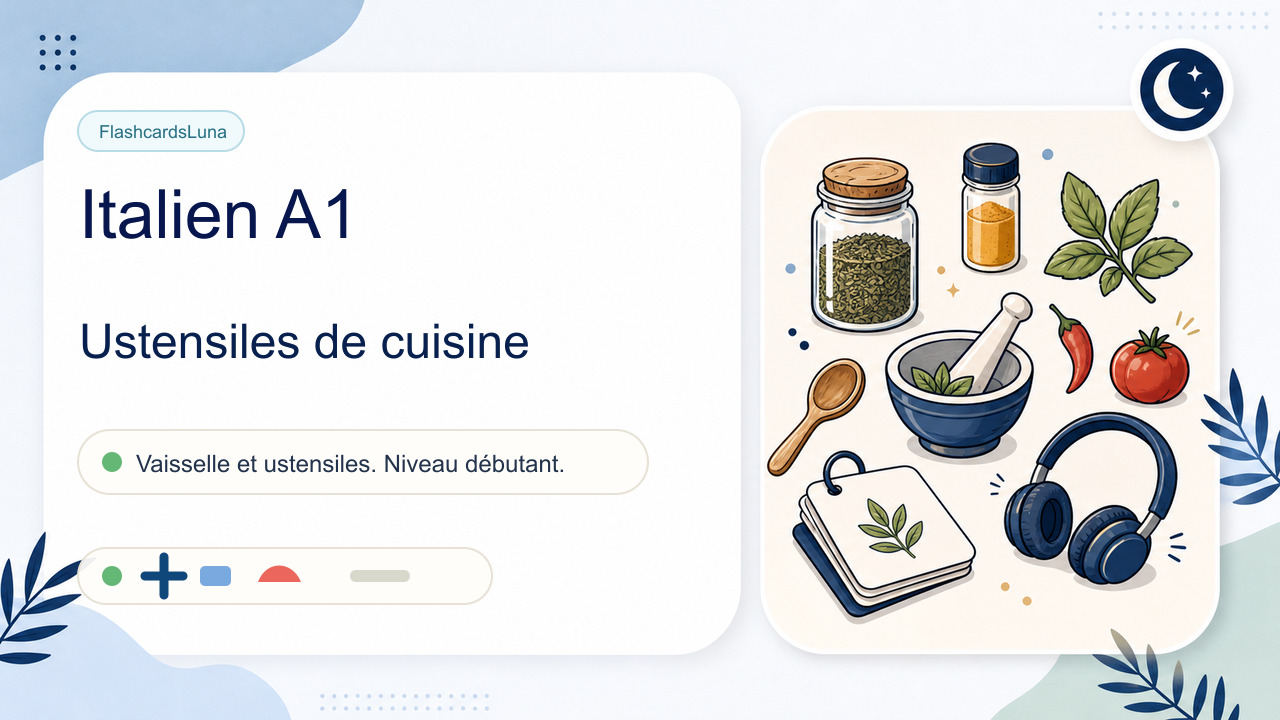 FlashcardsLuna
Italien A1
Ustensiles de cuisine
Vaisselle et ustensiles. Niveau débutant.